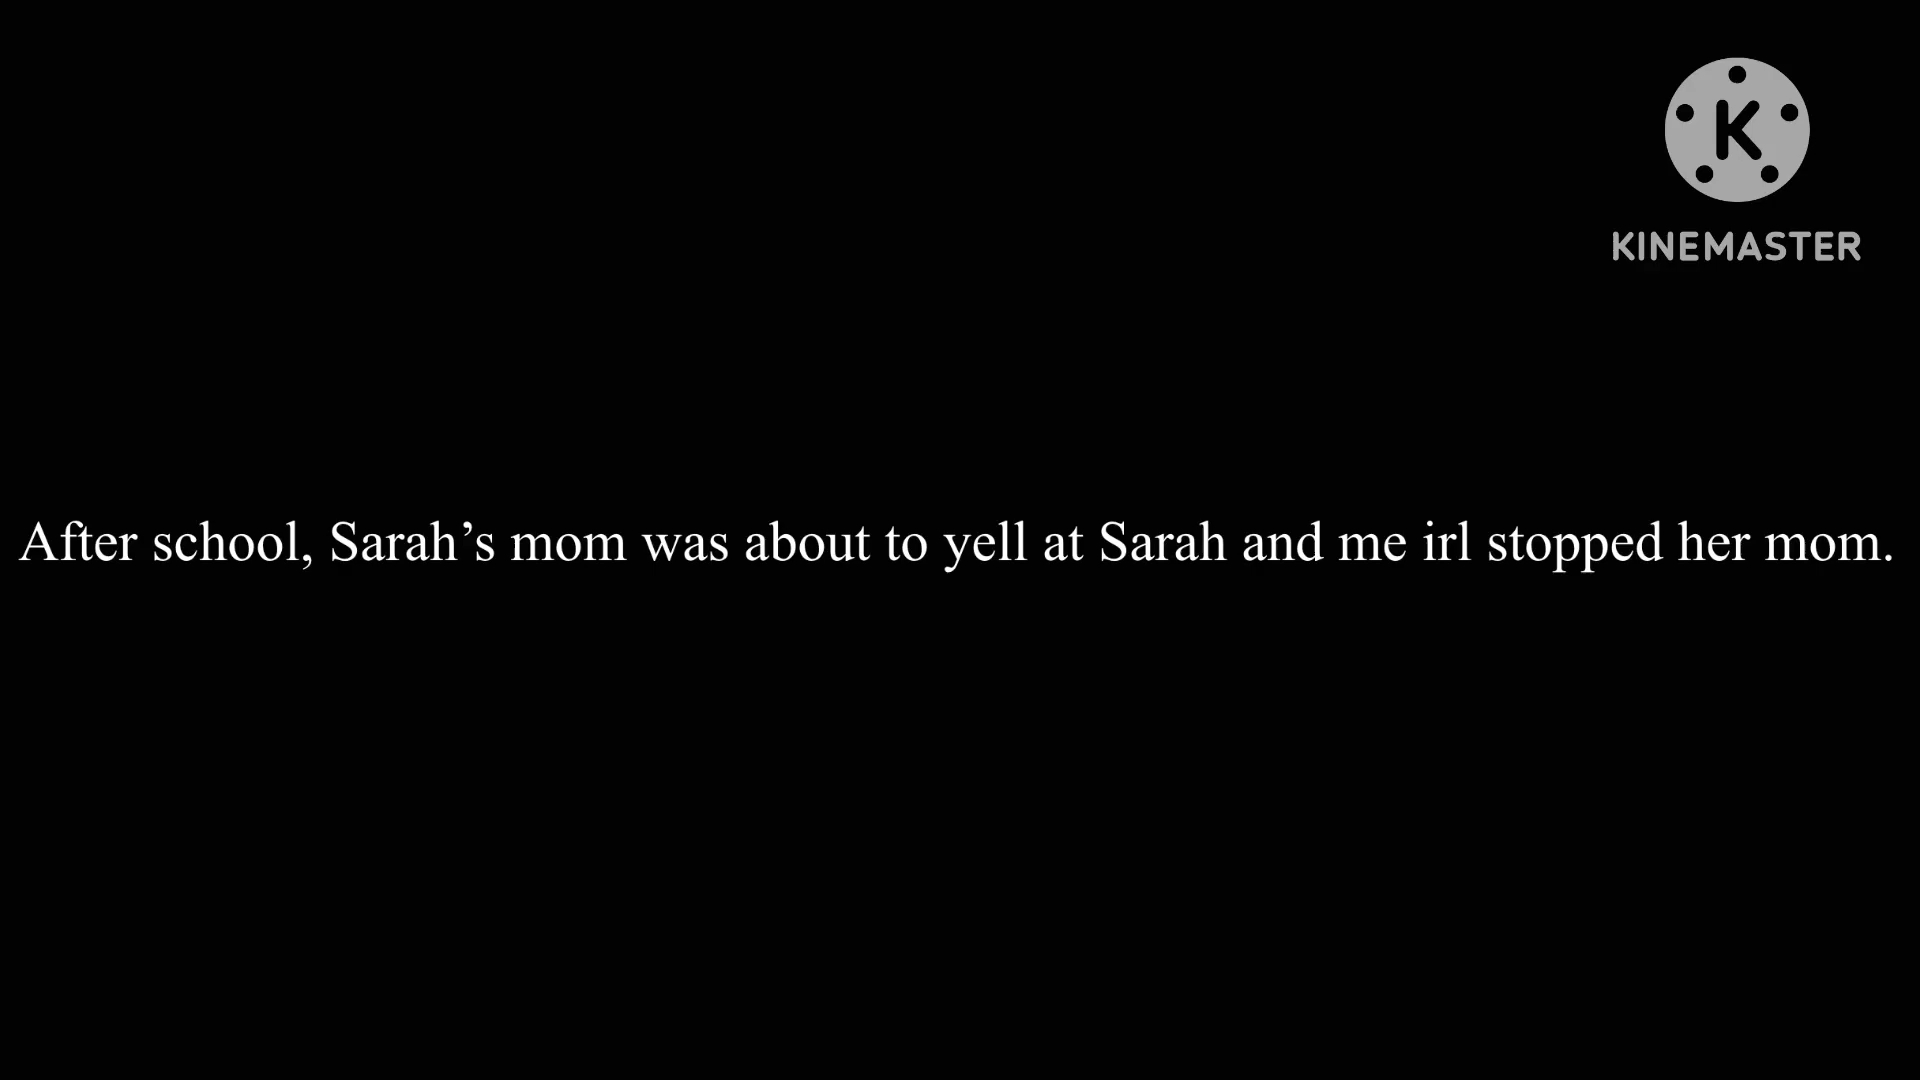 K
KINEMASTER
After school, Sarah’s mom was about to yell at Sarah and me irl stopped her mom.